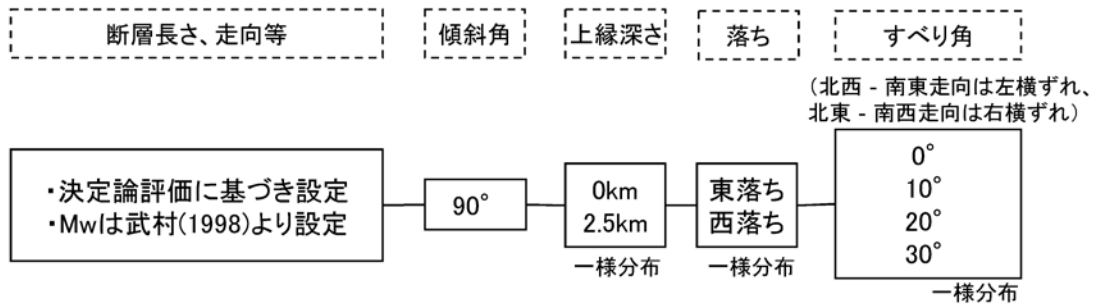 断層長さ、走向等
傾斜角
上縁深さ
落ち
すべり角
(北西 - 南東走向は左横ずれ、
北東 - 南西走向は右横ずれ)
・決定論評価に基づき設定
・Mwは武村(1998)より設定
90°
0km
2.5km
一様分布
東落ち
西落ち
一様分布
0°
10°
20°
30°
一様分布